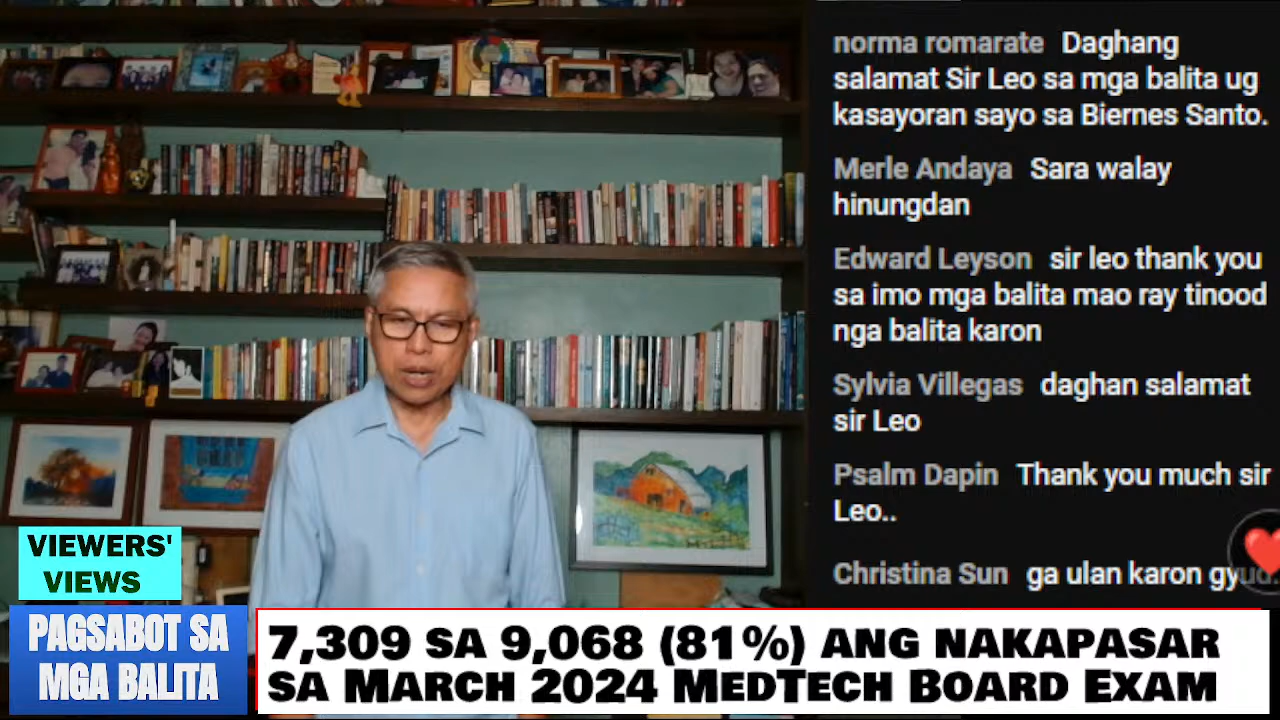 norma romarate Daghang
salamat Sir Leo sa mga balita ug
kasayoran sayo sa Biernes Santo.
Merle Andaya Sara walay
hinungdan
Edward Leyson sir leo thank you
sa imo mga balita mao ray tinood
nga balita karon
Sylvia Villegas daghan salamat
sir Leo
Psalm Dapin Thank you much sir
Leo..
Christina Sun ga ulan karon gyud.
VIEWERS'
VIEWS
PAGSABOT SA
MGA BALITA
7,309 SA 9,068 (81%) ANG NAKAPASAR
SA MARCH 2024 MEDTECH BOARD EXAM